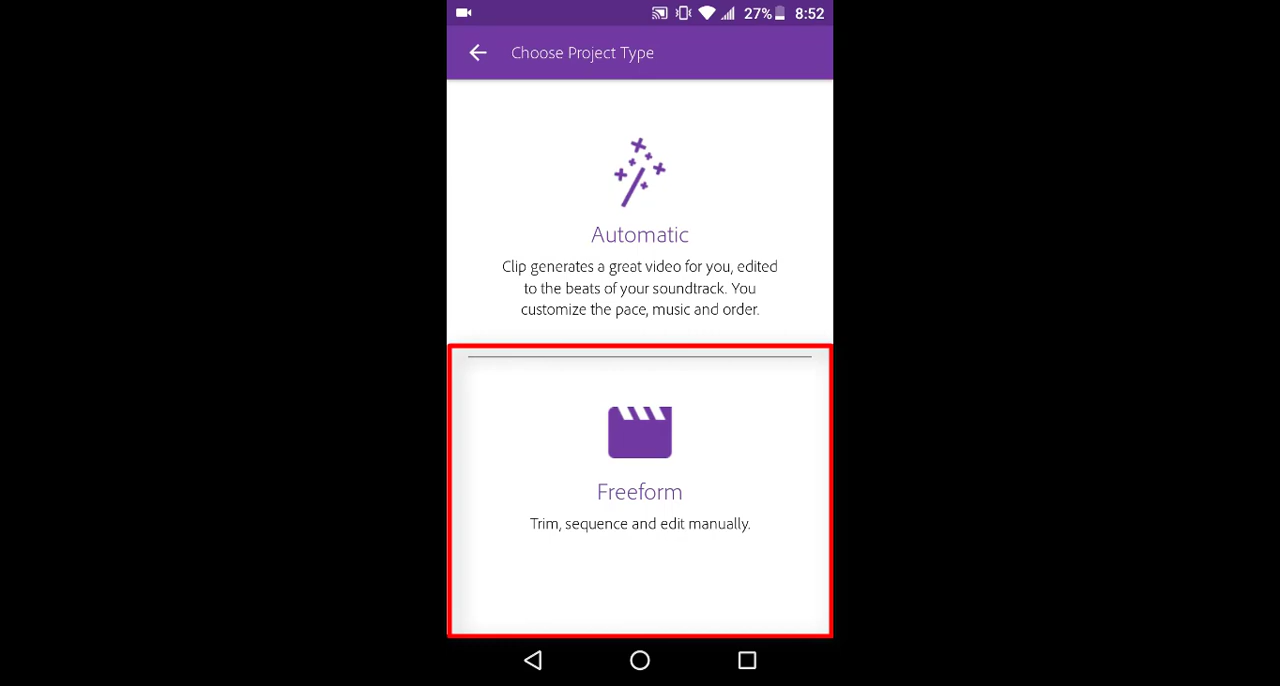 27% 8:52
Choose Project Type
Automatic
Clip generates a great video for you, edited
to the beats of your soundtrack. You
customize the pace, music and order.
Freeform
Trim, sequence and edit manually.